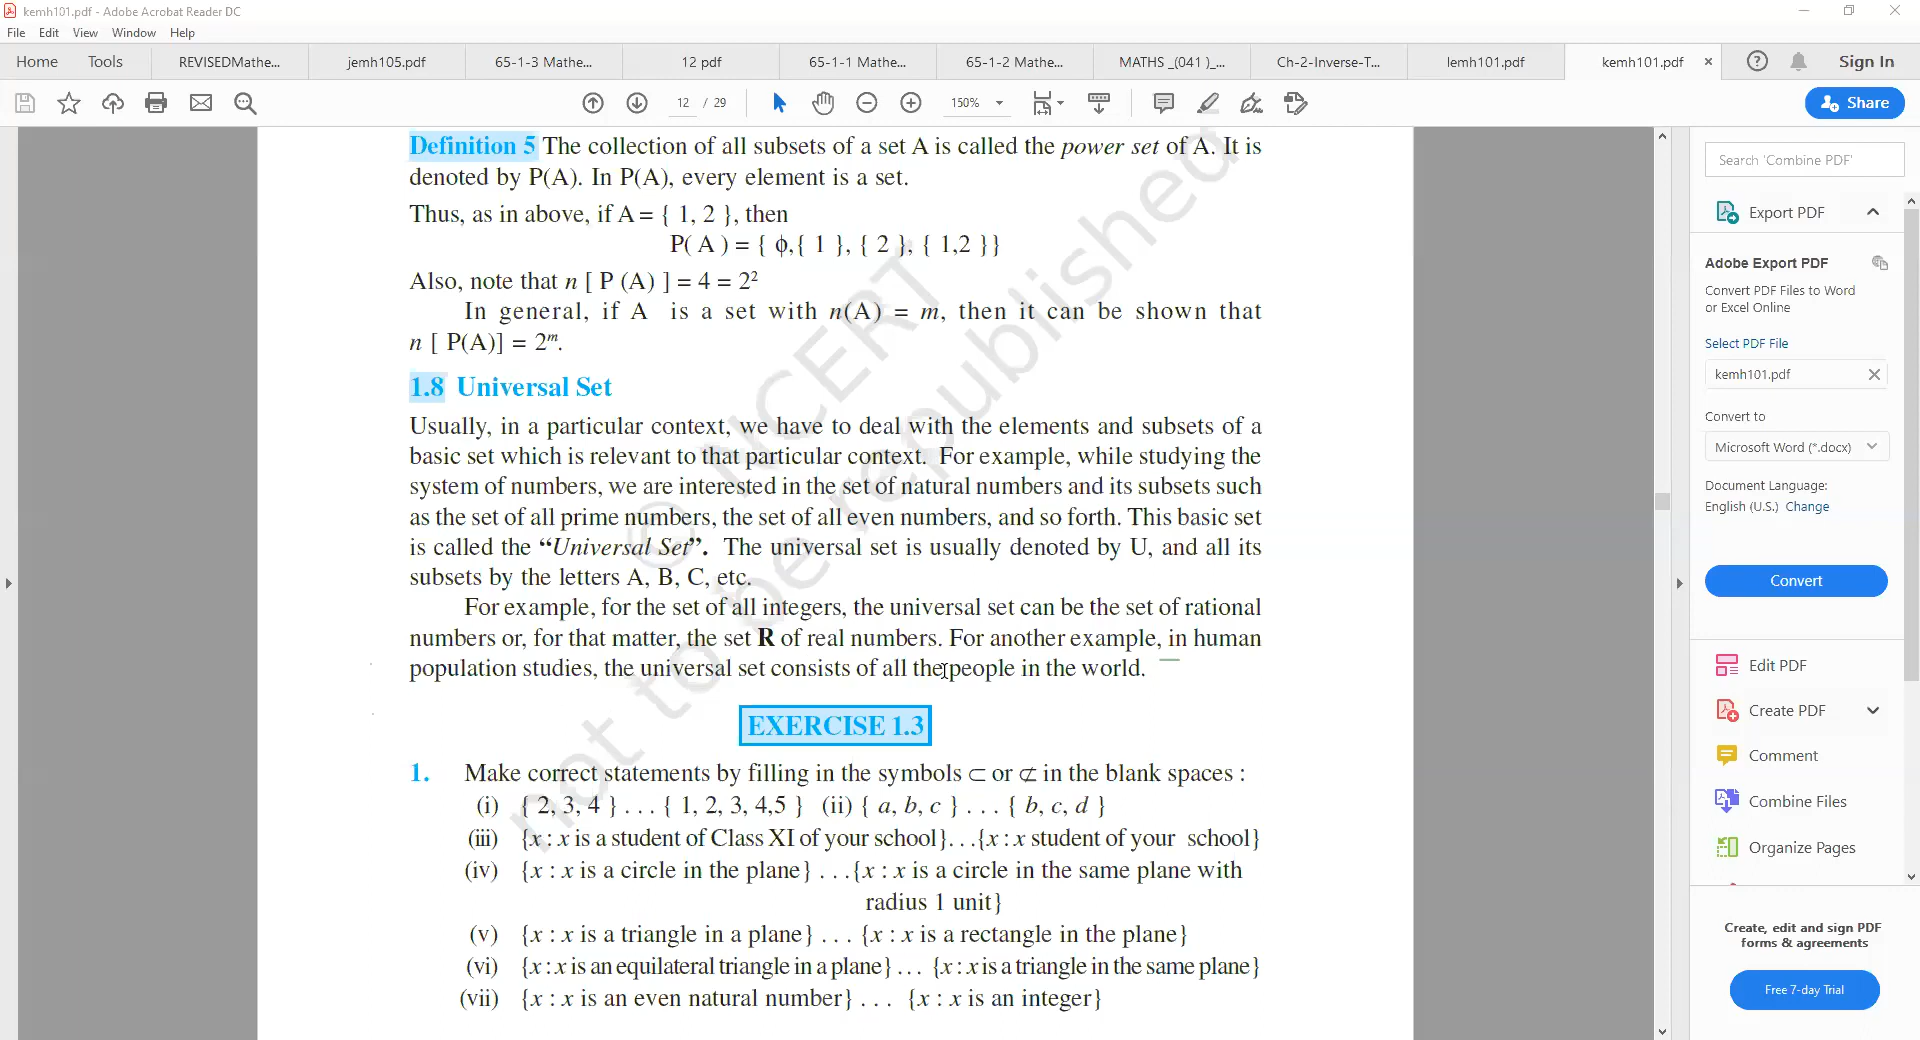 kemh101.pdf - Adobe Acrobat Reader DC
File Edit View Window Help
Home Tools REVISEDMathe... jemh105.pdf 65-1-3 Mathe... 12 pdf 65-1-1 Mathe... 65-1-2 Mathe... MATHS _(041 )_... Ch-2-Inverse-T... lemh101.pdf kemh101.pdf × Sign In
12 / 29 150% Share
Definition 5 The collection of all subsets of a set A is called the power set of A. It is
denoted by P(A). In P(A), every element is a set.
Thus, as in above, if A = { 1, 2 }, then
P( A ) = { ϕ,{ 1 }, { 2 }, { 1,2 }}
Also, note that n [ P (A) ] = 4 = 2²
In general, if A is a set with n(A) = m, then it can be shown that
n [ P(A)] = 2ᵐ.
1.8 Universal Set
Usually, in a particular context, we have to deal with the elements and subsets of a
basic set which is relevant to that particular context. For example, while studying the
system of numbers, we are interested in the set of natural numbers and its subsets such
as the set of all prime numbers, the set of all even numbers, and so forth. This basic set
is called the “Universal Set”. The universal set is usually denoted by U, and all its
subsets by the letters A, B, C, etc.
For example, for the set of all integers, the universal set can be the set of rational
numbers or, for that matter, the set R of real numbers. For another example, in human
population studies, the universal set consists of all the people in the world.
EXERCISE 1.3
1. Make correct statements by filling in the symbols ⊂ or ⊄ in the blank spaces :
(i) { 2, 3, 4 } . . . { 1, 2, 3, 4,5 } (ii) { a, b, c } . . . { b, c, d }
(iii) {x : x is a student of Class XI of your school}. . .{x : x student of your school}
(iv) {x : x is a circle in the plane} . . .{x : x is a circle in the same plane with
radius 1 unit}
(v) {x : x is a triangle in a plane} . . . {x : x is a rectangle in the plane}
(vi) {x : x is an equilateral triangle in a plane} . . . {x : x is a triangle in the same plane}
(vii) {x : x is an even natural number} . . . {x : x is an integer}
© NCERT
not to be republished
Search 'Combine PDF'
Export PDF
Adobe Export PDF
Convert PDF Files to Word
or Excel Online
Select PDF File
kemh101.pdf
Convert to
Microsoft Word (*.docx)
Document Language:
English (U.S.) Change
Convert
Edit PDF
Create PDF
Comment
Combine Files
Organize Pages
Create, edit and sign PDF
forms & agreements
Free 7-day Trial